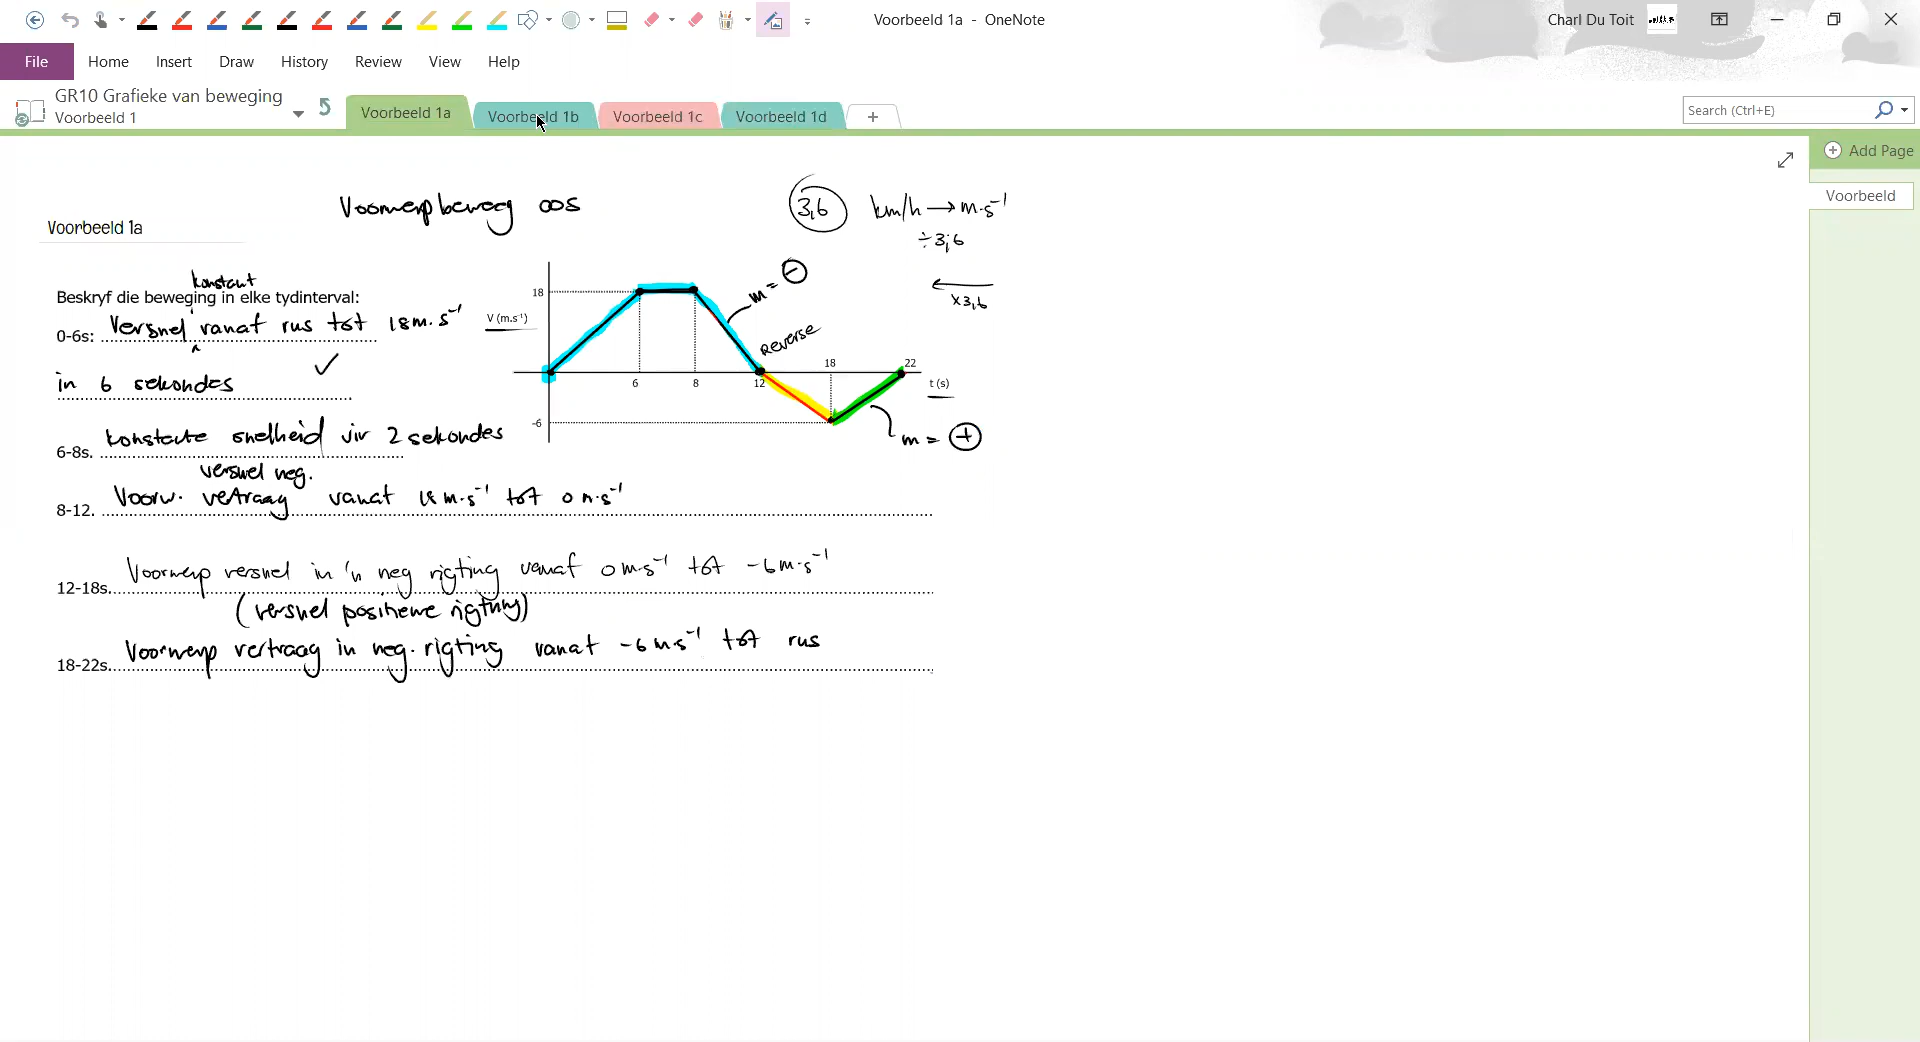 Voorbeeld 1a - OneNote
Charl Du Toit
File Home Insert Draw History Review View Help
GR10 Grafieke van beweging
Voorbeeld 1
Voorbeeld 1a Voorbeeld 1b Voorbeeld 1c Voorbeeld 1d +
Search (Ctrl+E)
Add Page
Voorbeeld
Voorwerp beweeg oos
3,6 km/h → m·s⁻¹
÷3,6
x3,6
Voorbeeld 1a
konstant
Beskryf die beweging in elke tydinterval:
0-6s: Versnel vanaf rus tot 18m·s⁻¹
in 6 sekondes ✓
6-8s. konstante snelheid vir 2 sekondes
versnel neg.
8-12. Voorw. vertraag vanaf 18 m·s⁻¹ tot 0 m·s⁻¹
12-18s. Voorwerp versnel in 'n neg rigting vanaf 0 m·s⁻¹ tot -6 m·s⁻¹
(versnel positiewe rigting)
18-22s. Voorwerp vertraag in neg. rigting vanaf -6 m·s⁻¹ tot rus
V (m.s⁻¹)
18
-6
6 8 12 18 22
t (s)
m = -
Reverse
m = +